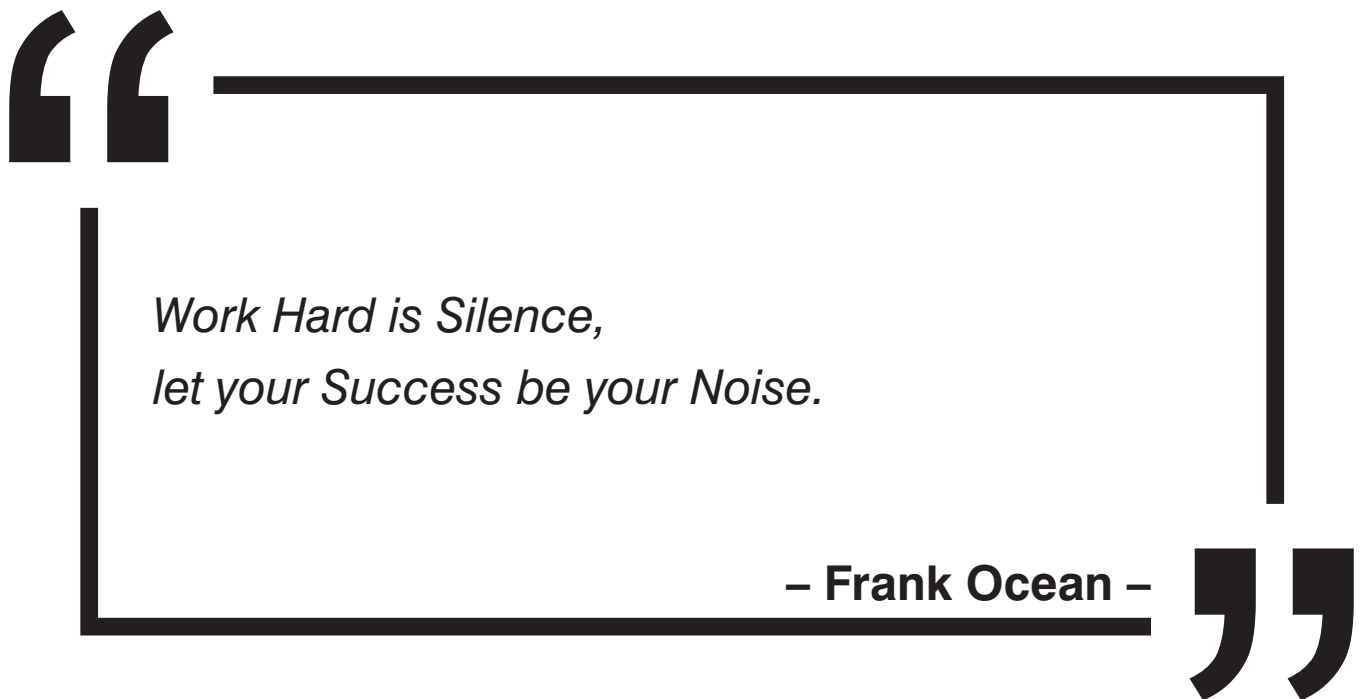 “
Work Hard is Silence,
let your Success be your Noise.
– Frank Ocean –
”